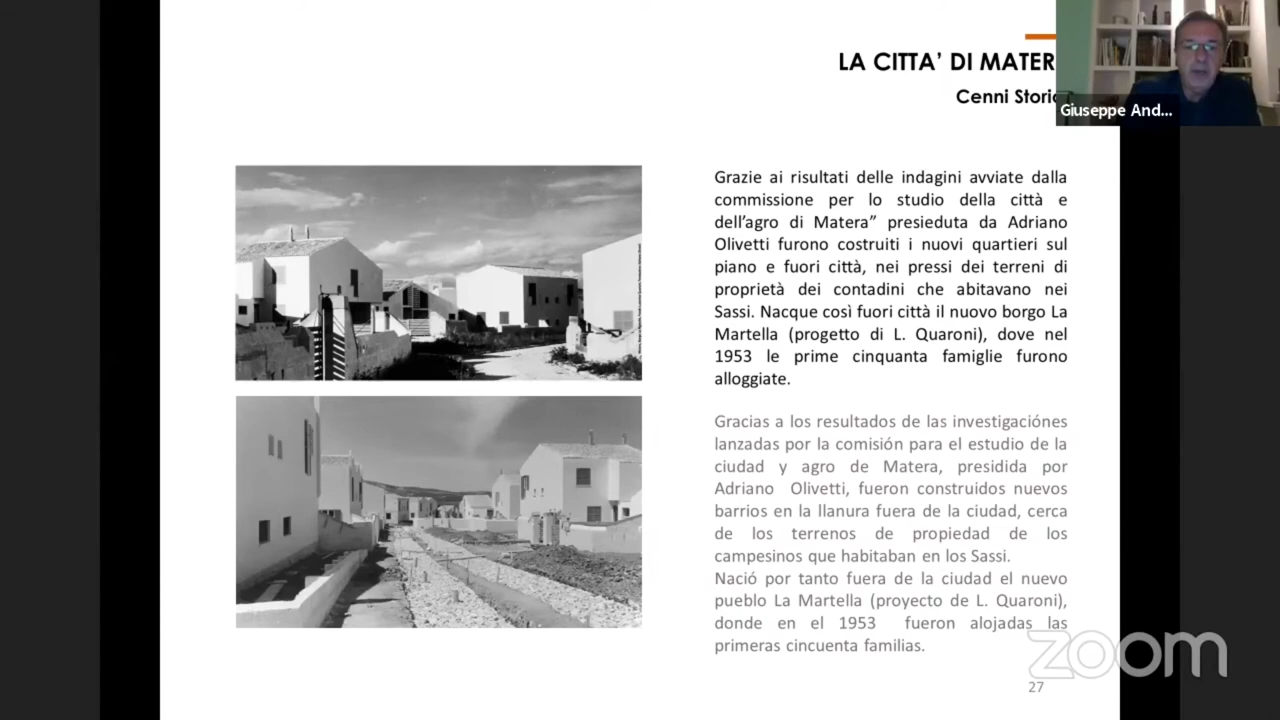 LA CITTA’ DI MATER
Cenni Storic
Giuseppe And...
Grazie ai risultati delle indagini avviate dalla
commissione per lo studio della città e
dell’agro di Matera” presieduta da Adriano
Olivetti furono costruiti i nuovi quartieri sul
piano e fuori città, nei pressi dei terreni di
proprietà dei contadini che abitavano nei
Sassi. Nacque così fuori città il nuovo borgo La
Martella (progetto di L. Quaroni), dove nel
1953 le prime cinquanta famiglie furono
alloggiate.
Gracias a los resultados de las investigaciónes
lanzadas por la comisión para el estudio de la
ciudad y agro de Matera, presidida por
Adriano Olivetti, fueron construidos nuevos
barrios en la llanura fuera de la ciudad, cerca
de los terrenos de propiedad de los
campesinos que habitaban en los Sassi.
Nació por tanto fuera de la ciudad el nuevo
pueblo La Martella (proyecto de L. Quaroni),
donde en el 1953 fueron alojadas las
primeras cincuenta familias.
zoom
27